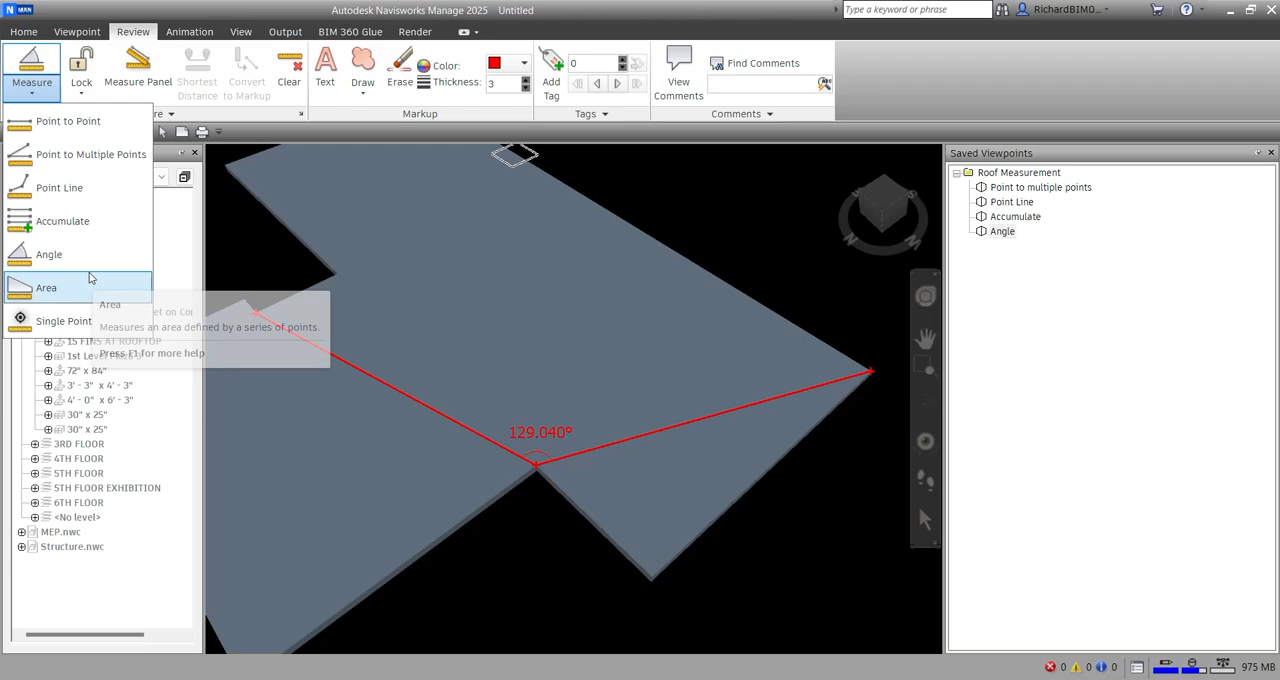 N MAN
Autodesk Navisworks Manage 2025 Untitled
Type a keyword or phrase
RichardBIMO...
Home
Viewpoint
Review
Animation
View
Output
BIM 360 Glue
Render
Measure
Lock
Measure Panel
Shortest
Distance
Convert
to Markup
Clear
Text
Draw
Erase
Color:
Thickness:
3
Add
Tag
0
View
Comments
Find Comments
Markup
Tags
Comments
Point to Point
Point to Multiple Points
Point Line
Accumulate
Angle
Area
Single Point
Area
Measures an area defined by a series of points.
Press F1 for more help
1st Level
72" x 84"
3' - 3" x 4' - 3"
4' - 0" x 6' - 3"
30" x 25"
30" x 25"
3RD FLOOR
4TH FLOOR
5TH FLOOR
5TH FLOOR EXHIBITION
6TH FLOOR
<No level>
MEP.nwc
Structure.nwc
129.040°
Saved Viewpoints
Roof Measurement
Point to multiple points
Point Line
Accumulate
Angle
0
0
0
975 MB